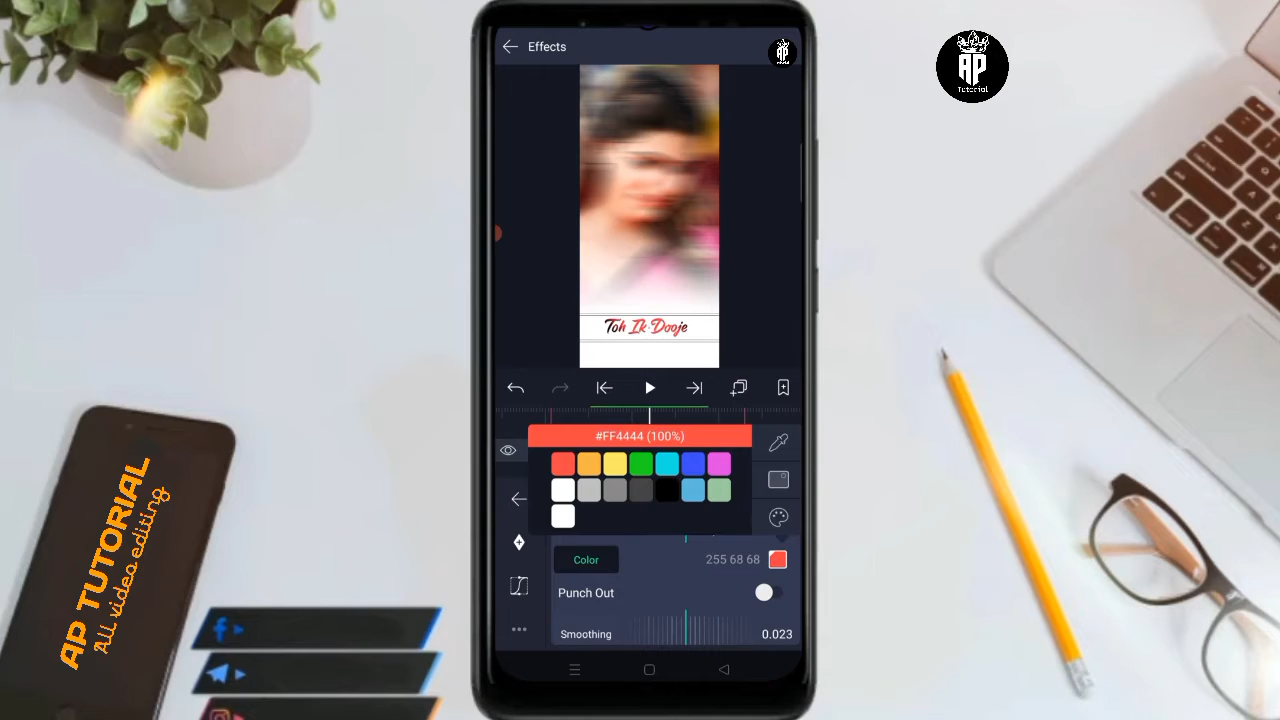 Effects
AP
Tutorial
Toh Ik Dooje
#FF4444 (100%)
Color
255 68 68
Punch Out
Smoothing
0.023
AP TUTORIAL
All video editing